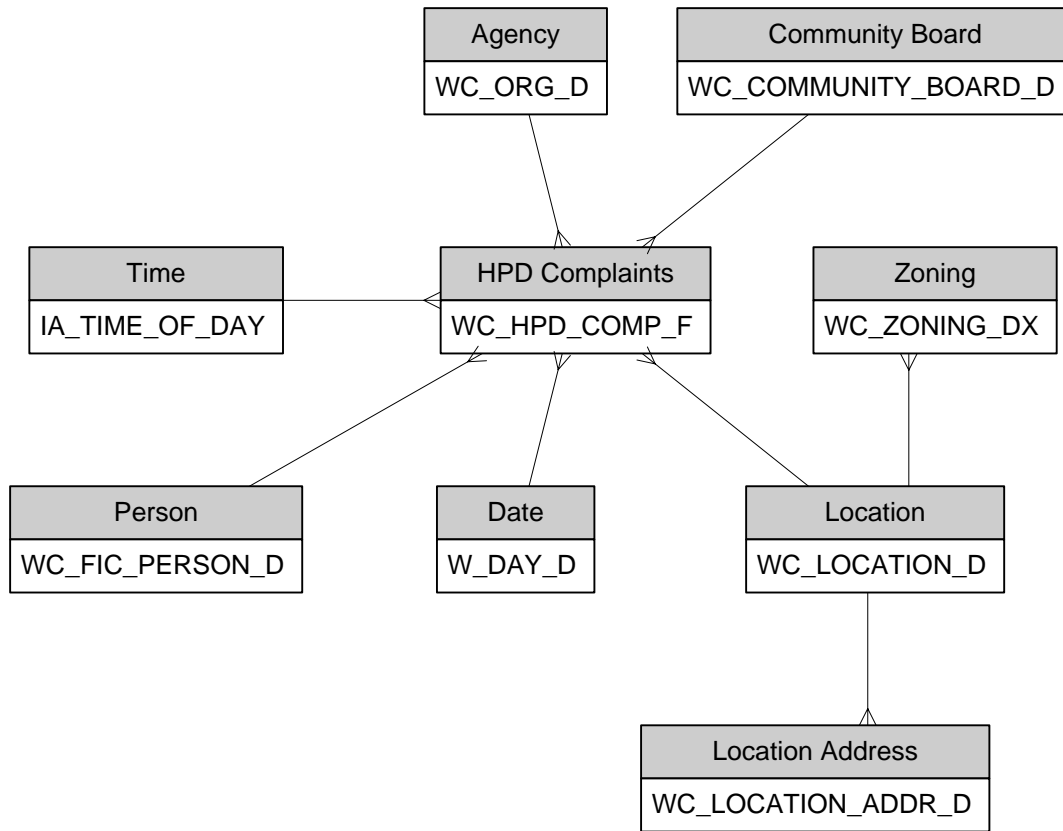 Agency
WC_ORG_D
Community Board
WC_COMMUNITY_BOARD_D
Time
IA_TIME_OF_DAY
HPD Complaints
WC_HPD_COMP_F
Zoning
WC_ZONING_DX
Person
WC_FIC_PERSON_D
Date
W_DAY_D
Location
WC_LOCATION_D
Location Address
WC_LOCATION_ADDR_D